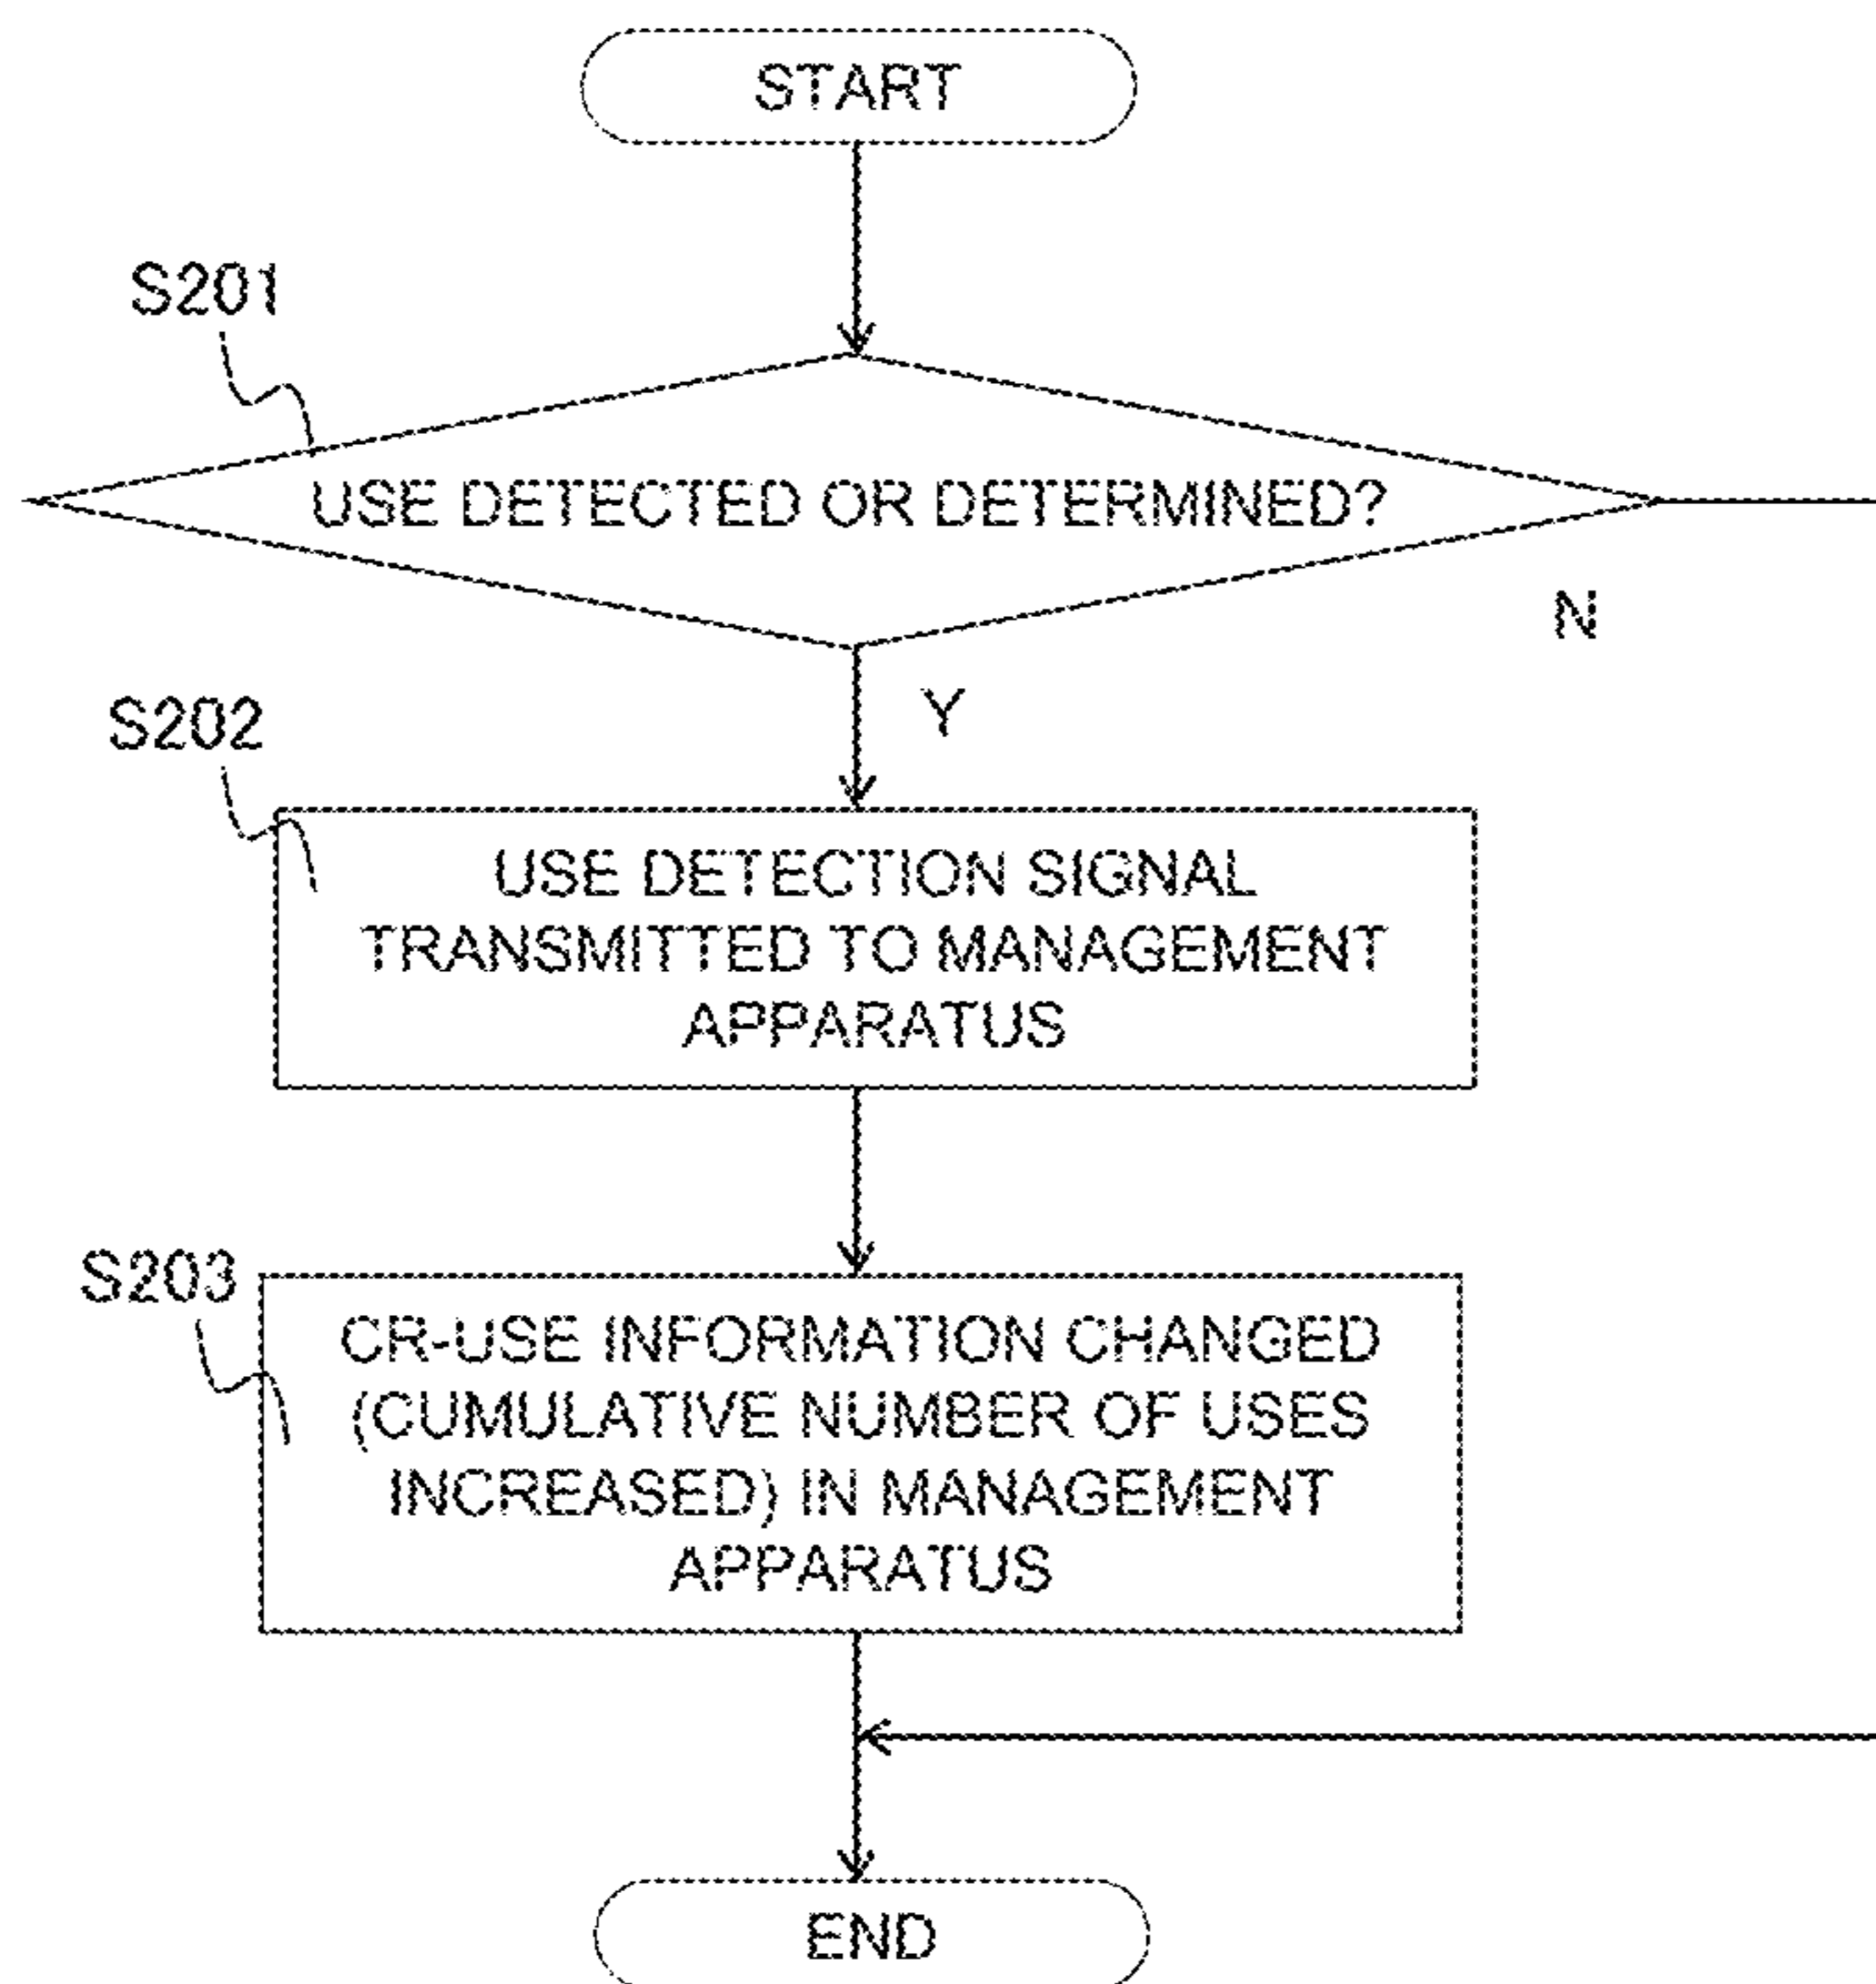 START
S201
USE DETECTED OR DETERMINED?
N
Y
S202
USE DETECTION SIGNAL
TRANSMITTED TO MANAGEMENT
APPARATUS
S203
CR-USE INFORMATION CHANGED
(CUMULATIVE NUMBER OF USES
INCREASED) IN MANAGEMENT
APPARATUS
END